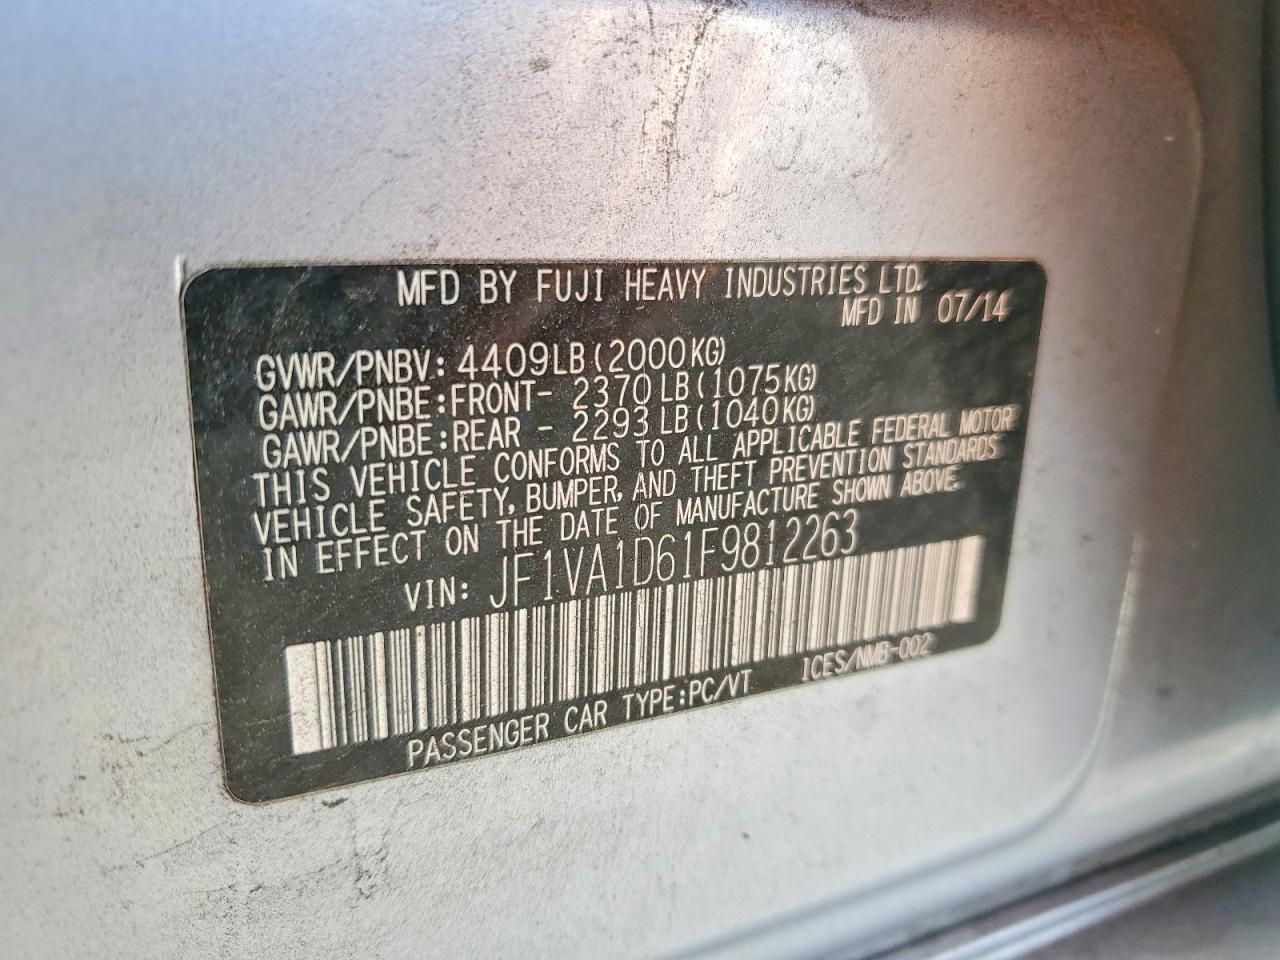 MFD BY FUJI HEAVY INDUSTRIES LTD.
MFD IN 07/14
GVWR/PNBV: 4409LB(2000KG)
GAWR/PNBE:FRONT- 2370LB(1075KG)
GAWR/PNBE:REAR - 2293LB(1040KG)
THIS VEHICLE CONFORMS TO ALL APPLICABLE FEDERAL MOTOR
VEHICLE SAFETY, BUMPER, AND THEFT PREVENTION STANDARDS
IN EFFECT ON THE DATE OF MANUFACTURE SHOWN ABOVE.
VIN: JF1VA1D61F9812263
PASSENGER CAR TYPE:PC/VT ICES/NMB-002